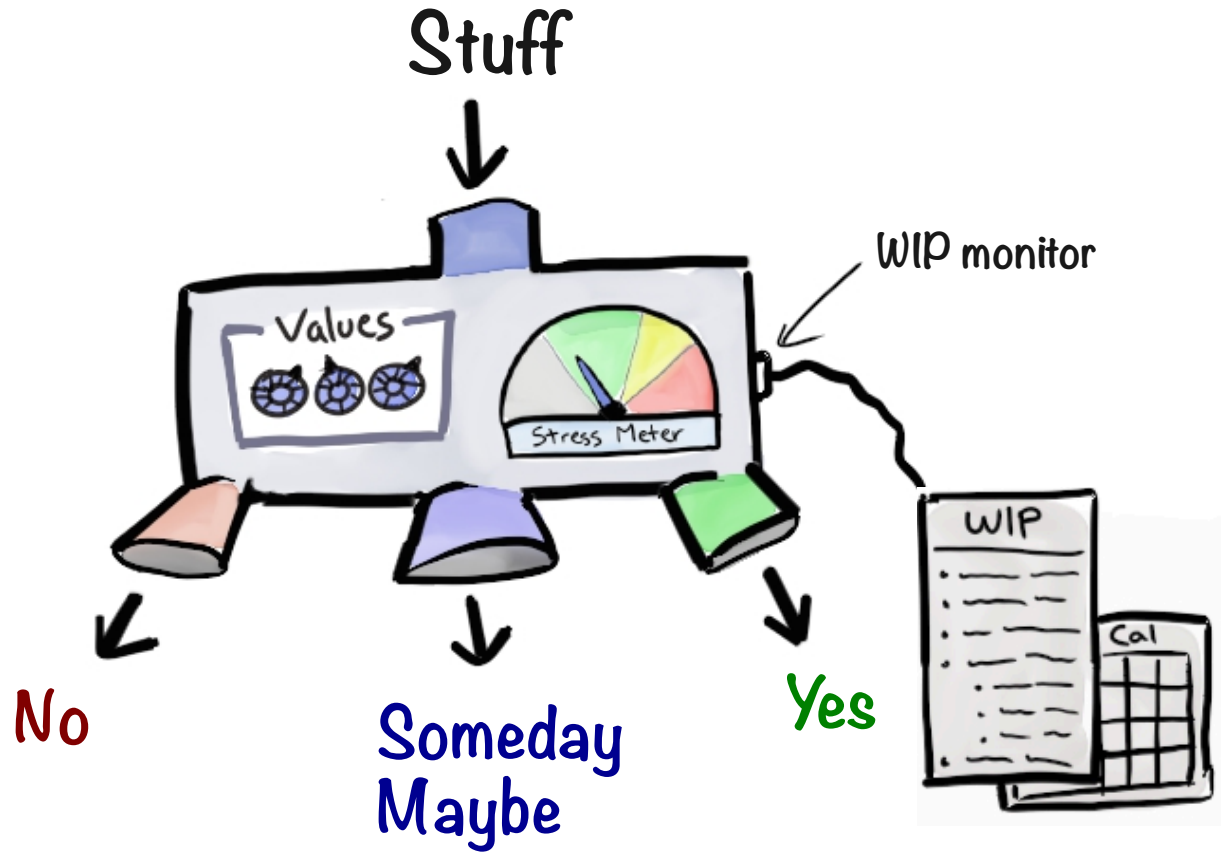 Stuff
WIP monitor
Values
Stress Meter
WIP
Cal
No
Someday
Maybe
Yes